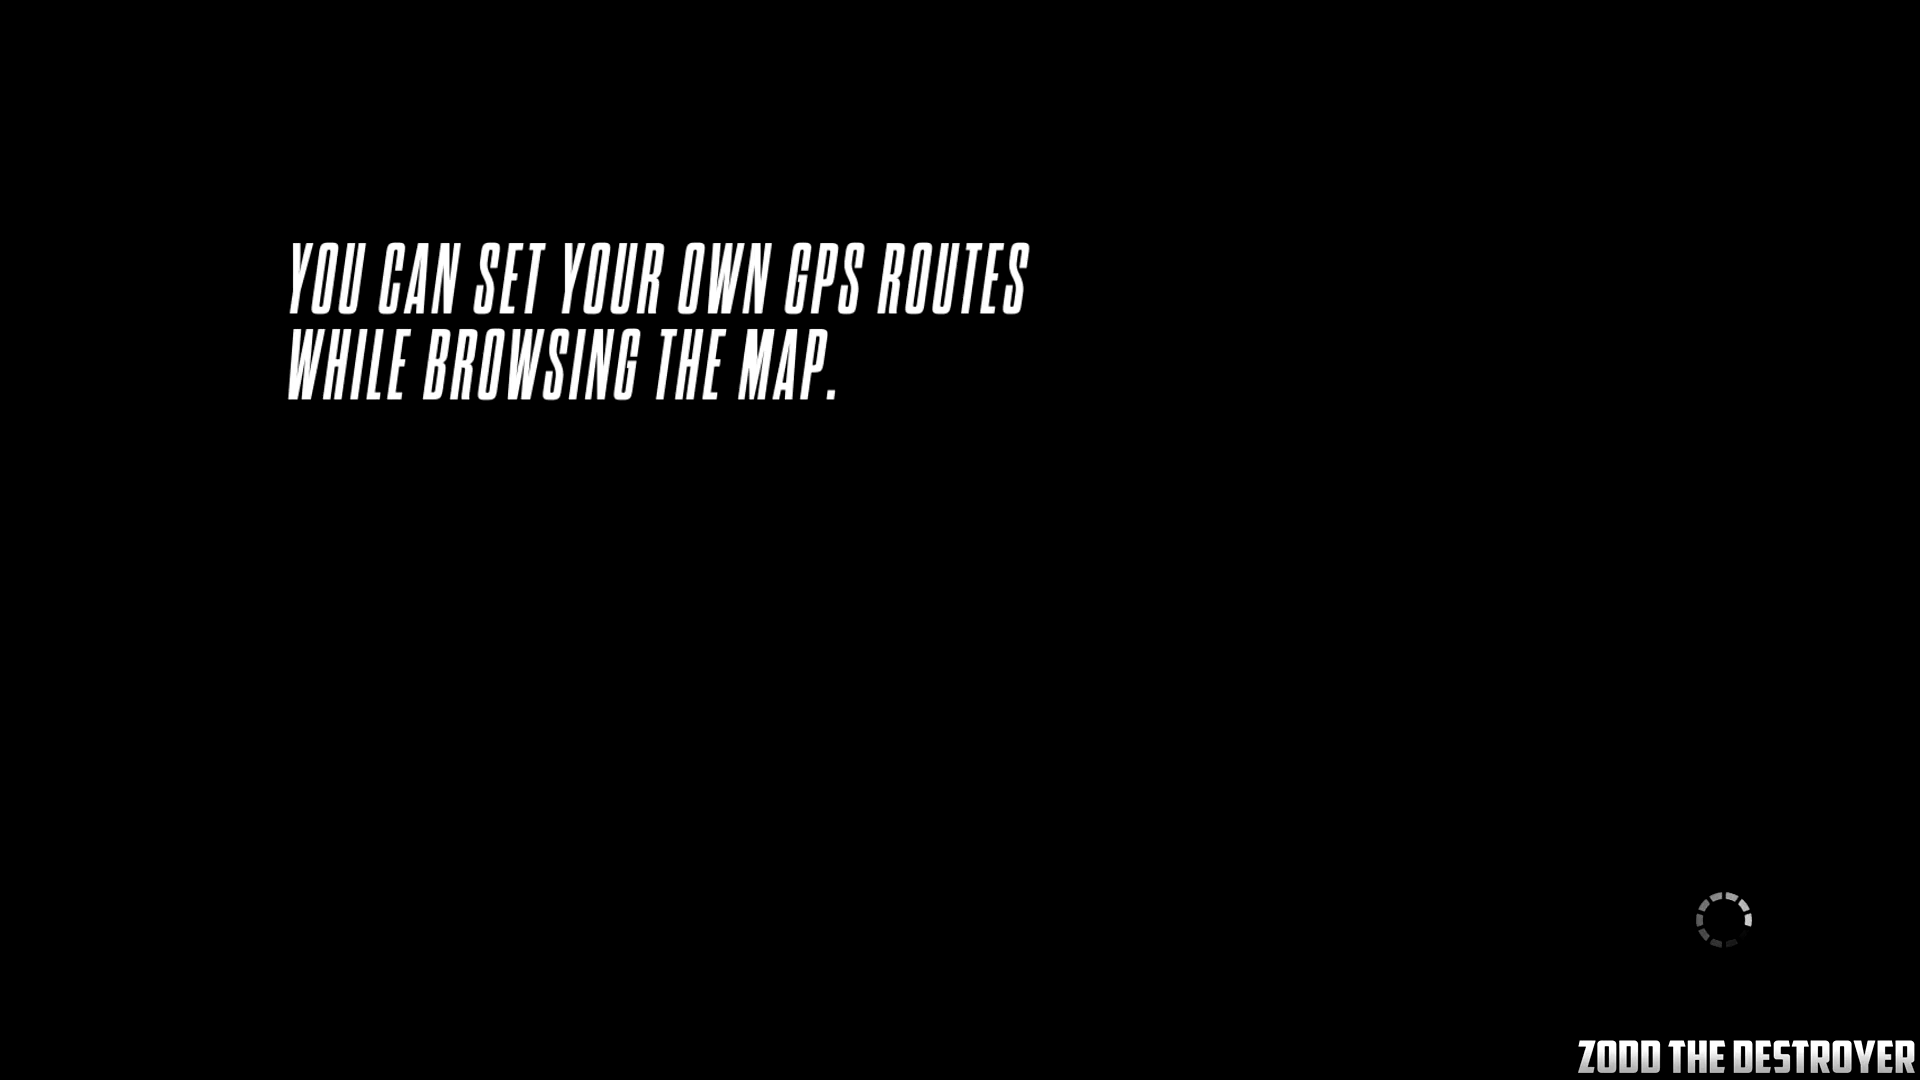 YOU CAN SET YOUR OWN GPS ROUTES
WHILE BROWSING THE MAP.
ZODD THE DESTROYER